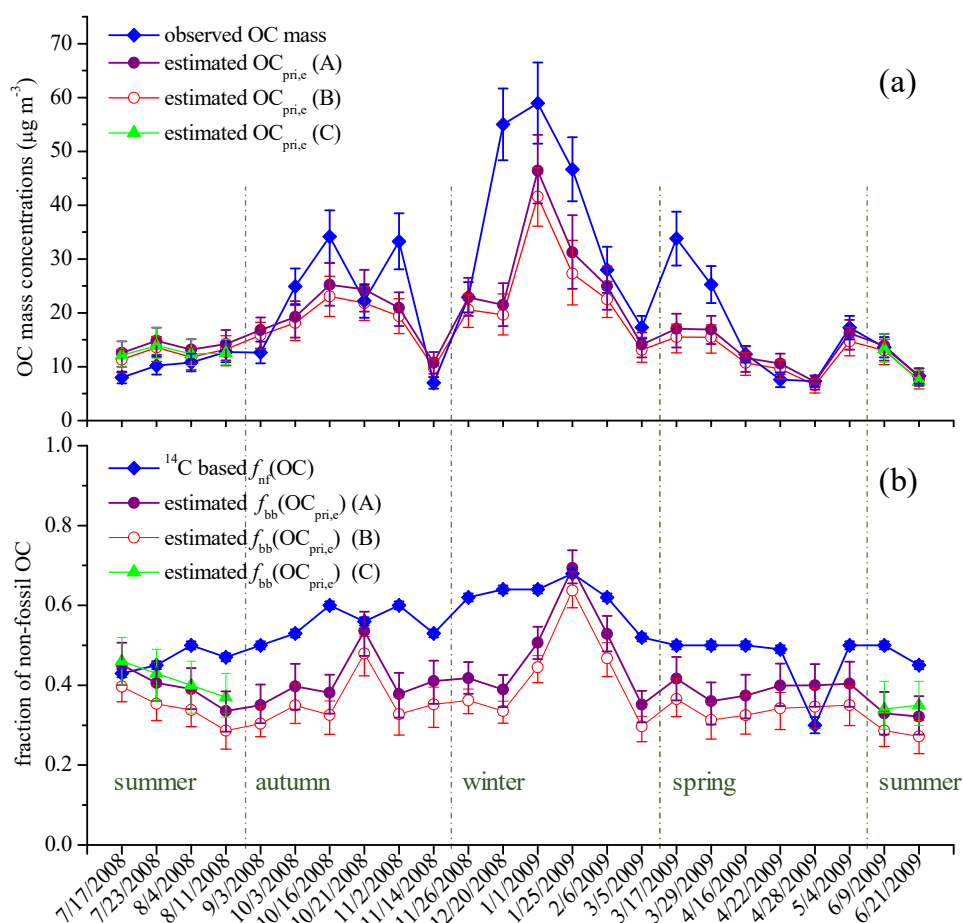 (a)
observed OC mass
estimated OCpri,e (A)
estimated OCpri,e (B)
estimated OCpri,e (C)
OC mass concentrations (µg m-3)
70
60
50
40
30
20
10
0
(b)
14C based fnf(OC)
estimated fbb(OCpri,e) (A)
estimated fbb(OCpri,e) (B)
estimated fbb(OCpri,e) (C)
fraction of non-fossil OC
1.0
0.8
0.6
0.4
0.2
0.0
summer autumn winter spring summer
7/17/2008
7/23/2008
8/4/2008
8/11/2008
9/3/2008
10/3/2008
10/16/2008
10/21/2008
11/2/2008
11/14/2008
11/26/2008
12/20/2008
1/1/2009
1/25/2009
2/6/2009
3/5/2009
3/17/2009
3/29/2009
4/16/2009
4/22/2009
4/28/2009
5/4/2009
6/9/2009
6/21/2009